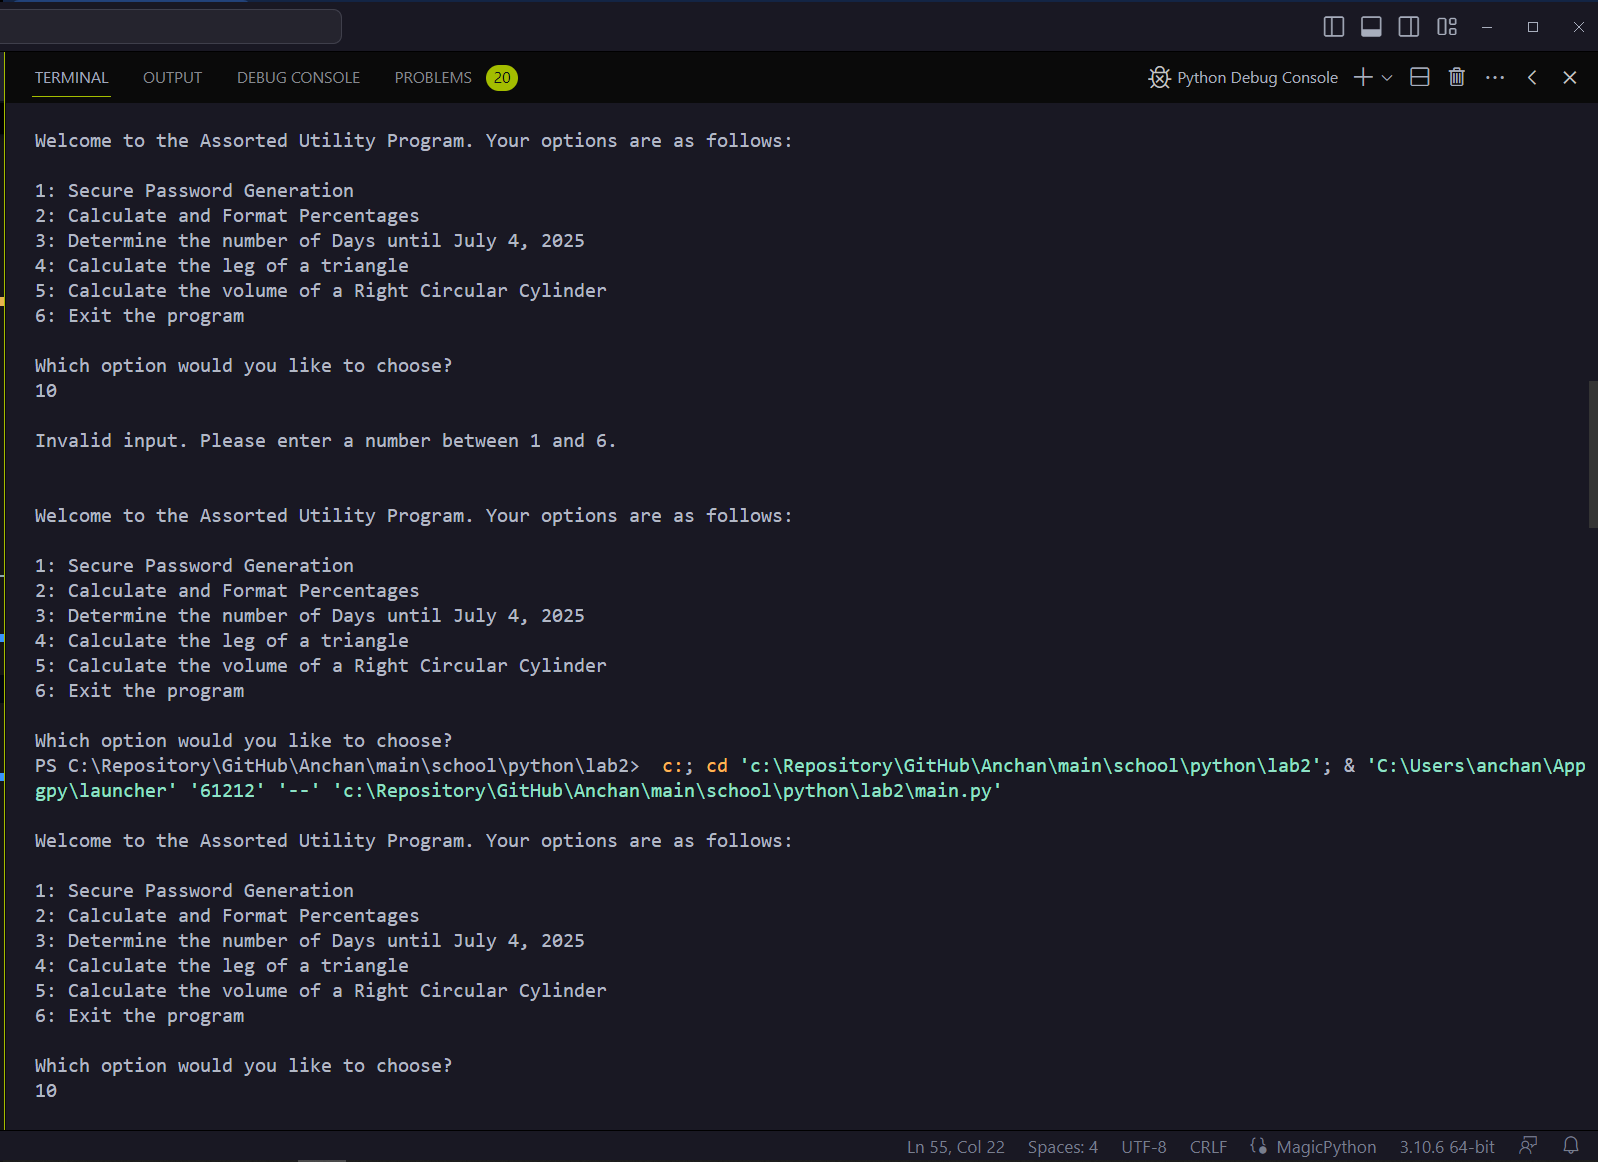 TERMINAL OUTPUT DEBUG CONSOLE PROBLEMS 20 Python Debug Console
Welcome to the Assorted Utility Program. Your options are as follows:
1: Secure Password Generation
2: Calculate and Format Percentages
3: Determine the number of Days until July 4, 2025
4: Calculate the leg of a triangle
5: Calculate the volume of a Right Circular Cylinder
6: Exit the program
Which option would you like to choose?
10
Invalid input. Please enter a number between 1 and 6.
Welcome to the Assorted Utility Program. Your options are as follows:
1: Secure Password Generation
2: Calculate and Format Percentages
3: Determine the number of Days until July 4, 2025
4: Calculate the leg of a triangle
5: Calculate the volume of a Right Circular Cylinder
6: Exit the program
Which option would you like to choose?
PS C:\Repository\GitHub\Anchan\main\school\python\lab2>  c:; cd 'c:\Repository\GitHub\Anchan\main\school\python\lab2'; & 'C:\Users\anchan\App
gpy\launcher' '61212' '--' 'c:\Repository\GitHub\Anchan\main\school\python\lab2\main.py'
Welcome to the Assorted Utility Program. Your options are as follows:
1: Secure Password Generation
2: Calculate and Format Percentages
3: Determine the number of Days until July 4, 2025
4: Calculate the leg of a triangle
5: Calculate the volume of a Right Circular Cylinder
6: Exit the program
Which option would you like to choose?
10
Ln 55, Col 22 Spaces: 4 UTF-8 CRLF MagicPython 3.10.6 64-bit